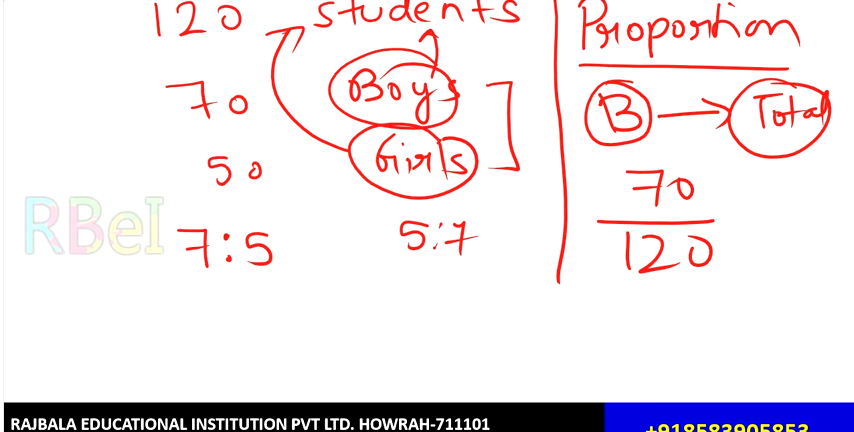 120 students
70 Boys
50 Girls
7:5 5:7
Proportion
B → Total
70
120
RBeI
RAJBALA EDUCATIONAL INSTITUTION PVT LTD. HOWRAH-711101
+918583905853